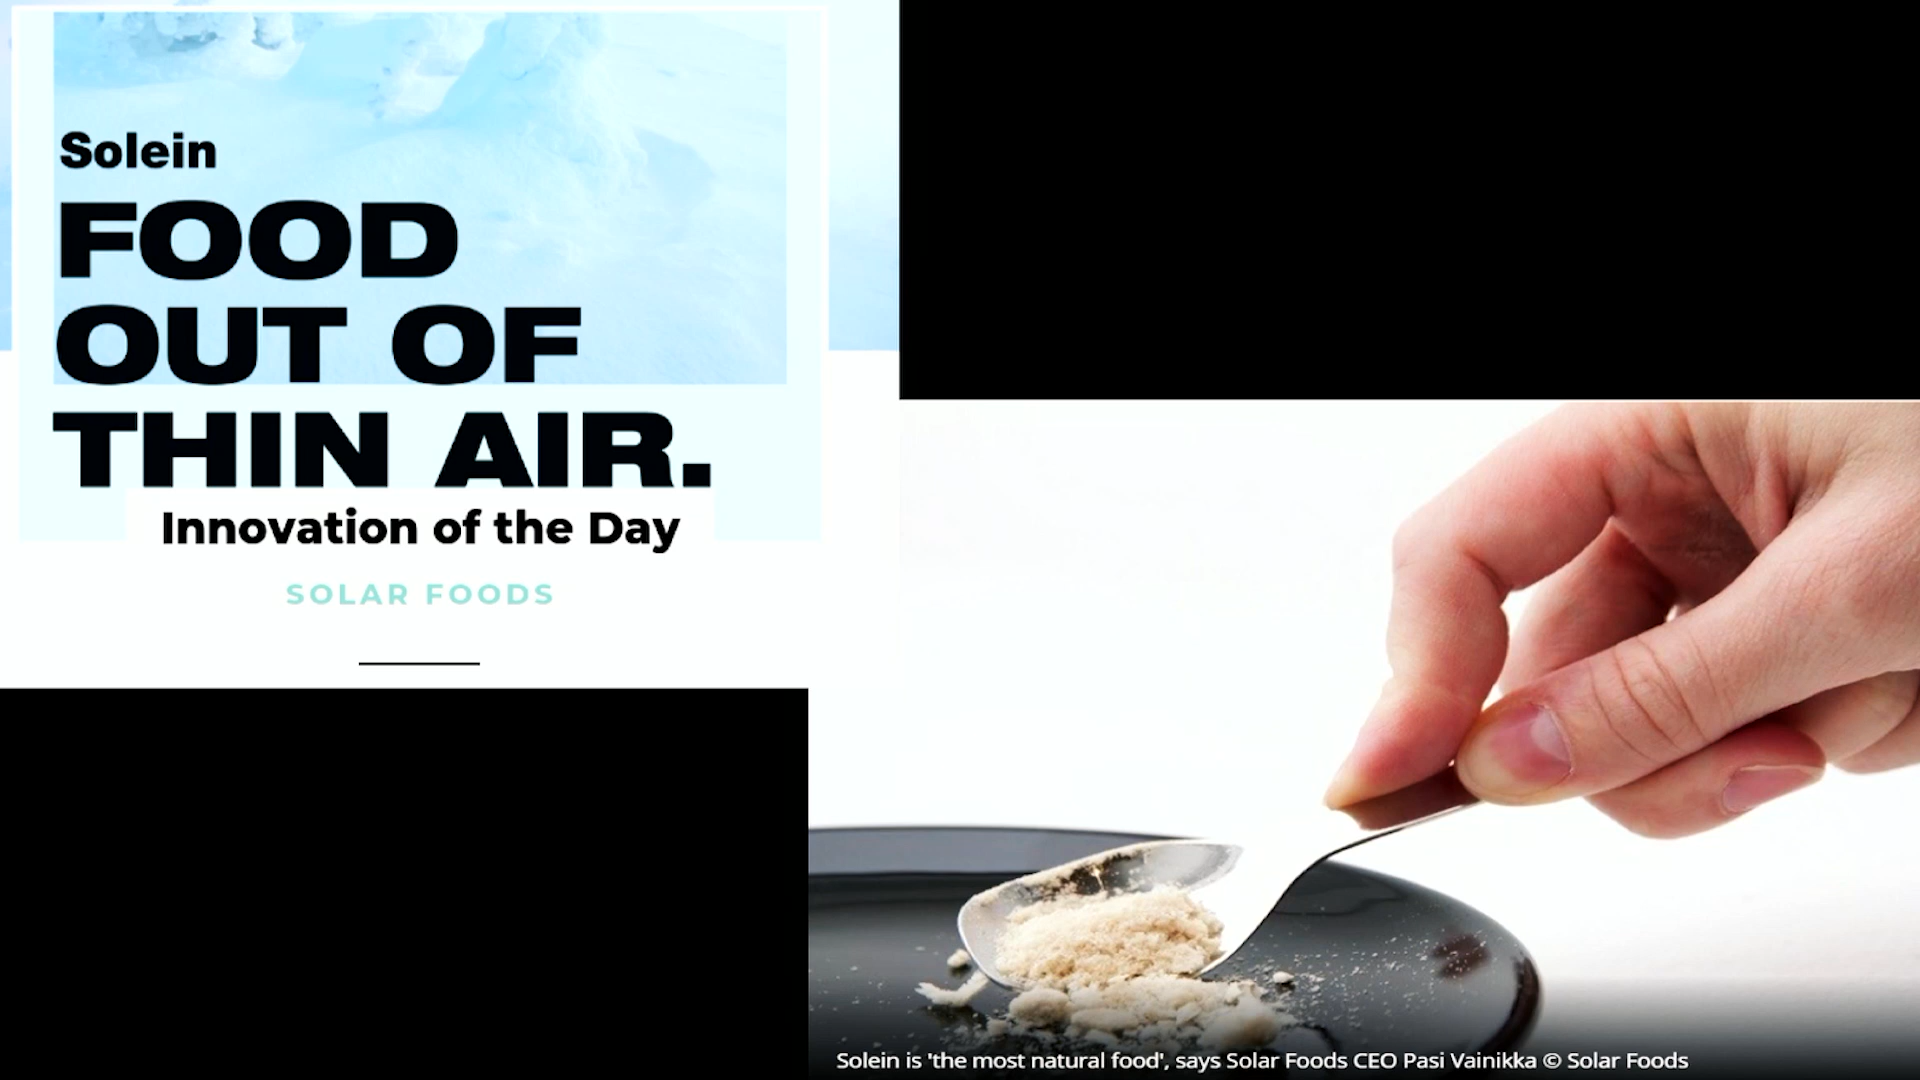 Solein
FOOD
OUT OF
THIN AIR.
Innovation of the Day
SOLAR FOODS
Solein is 'the most natural food', says Solar Foods CEO Pasi Vainikka © Solar Foods